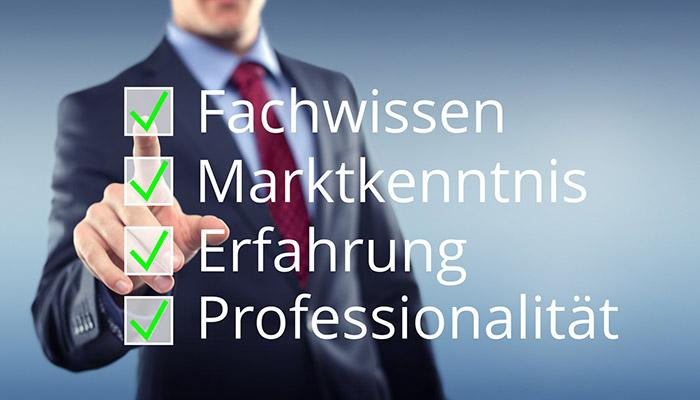 Fachwissen
Marktkenntnis
Erfahrung
Professionalität